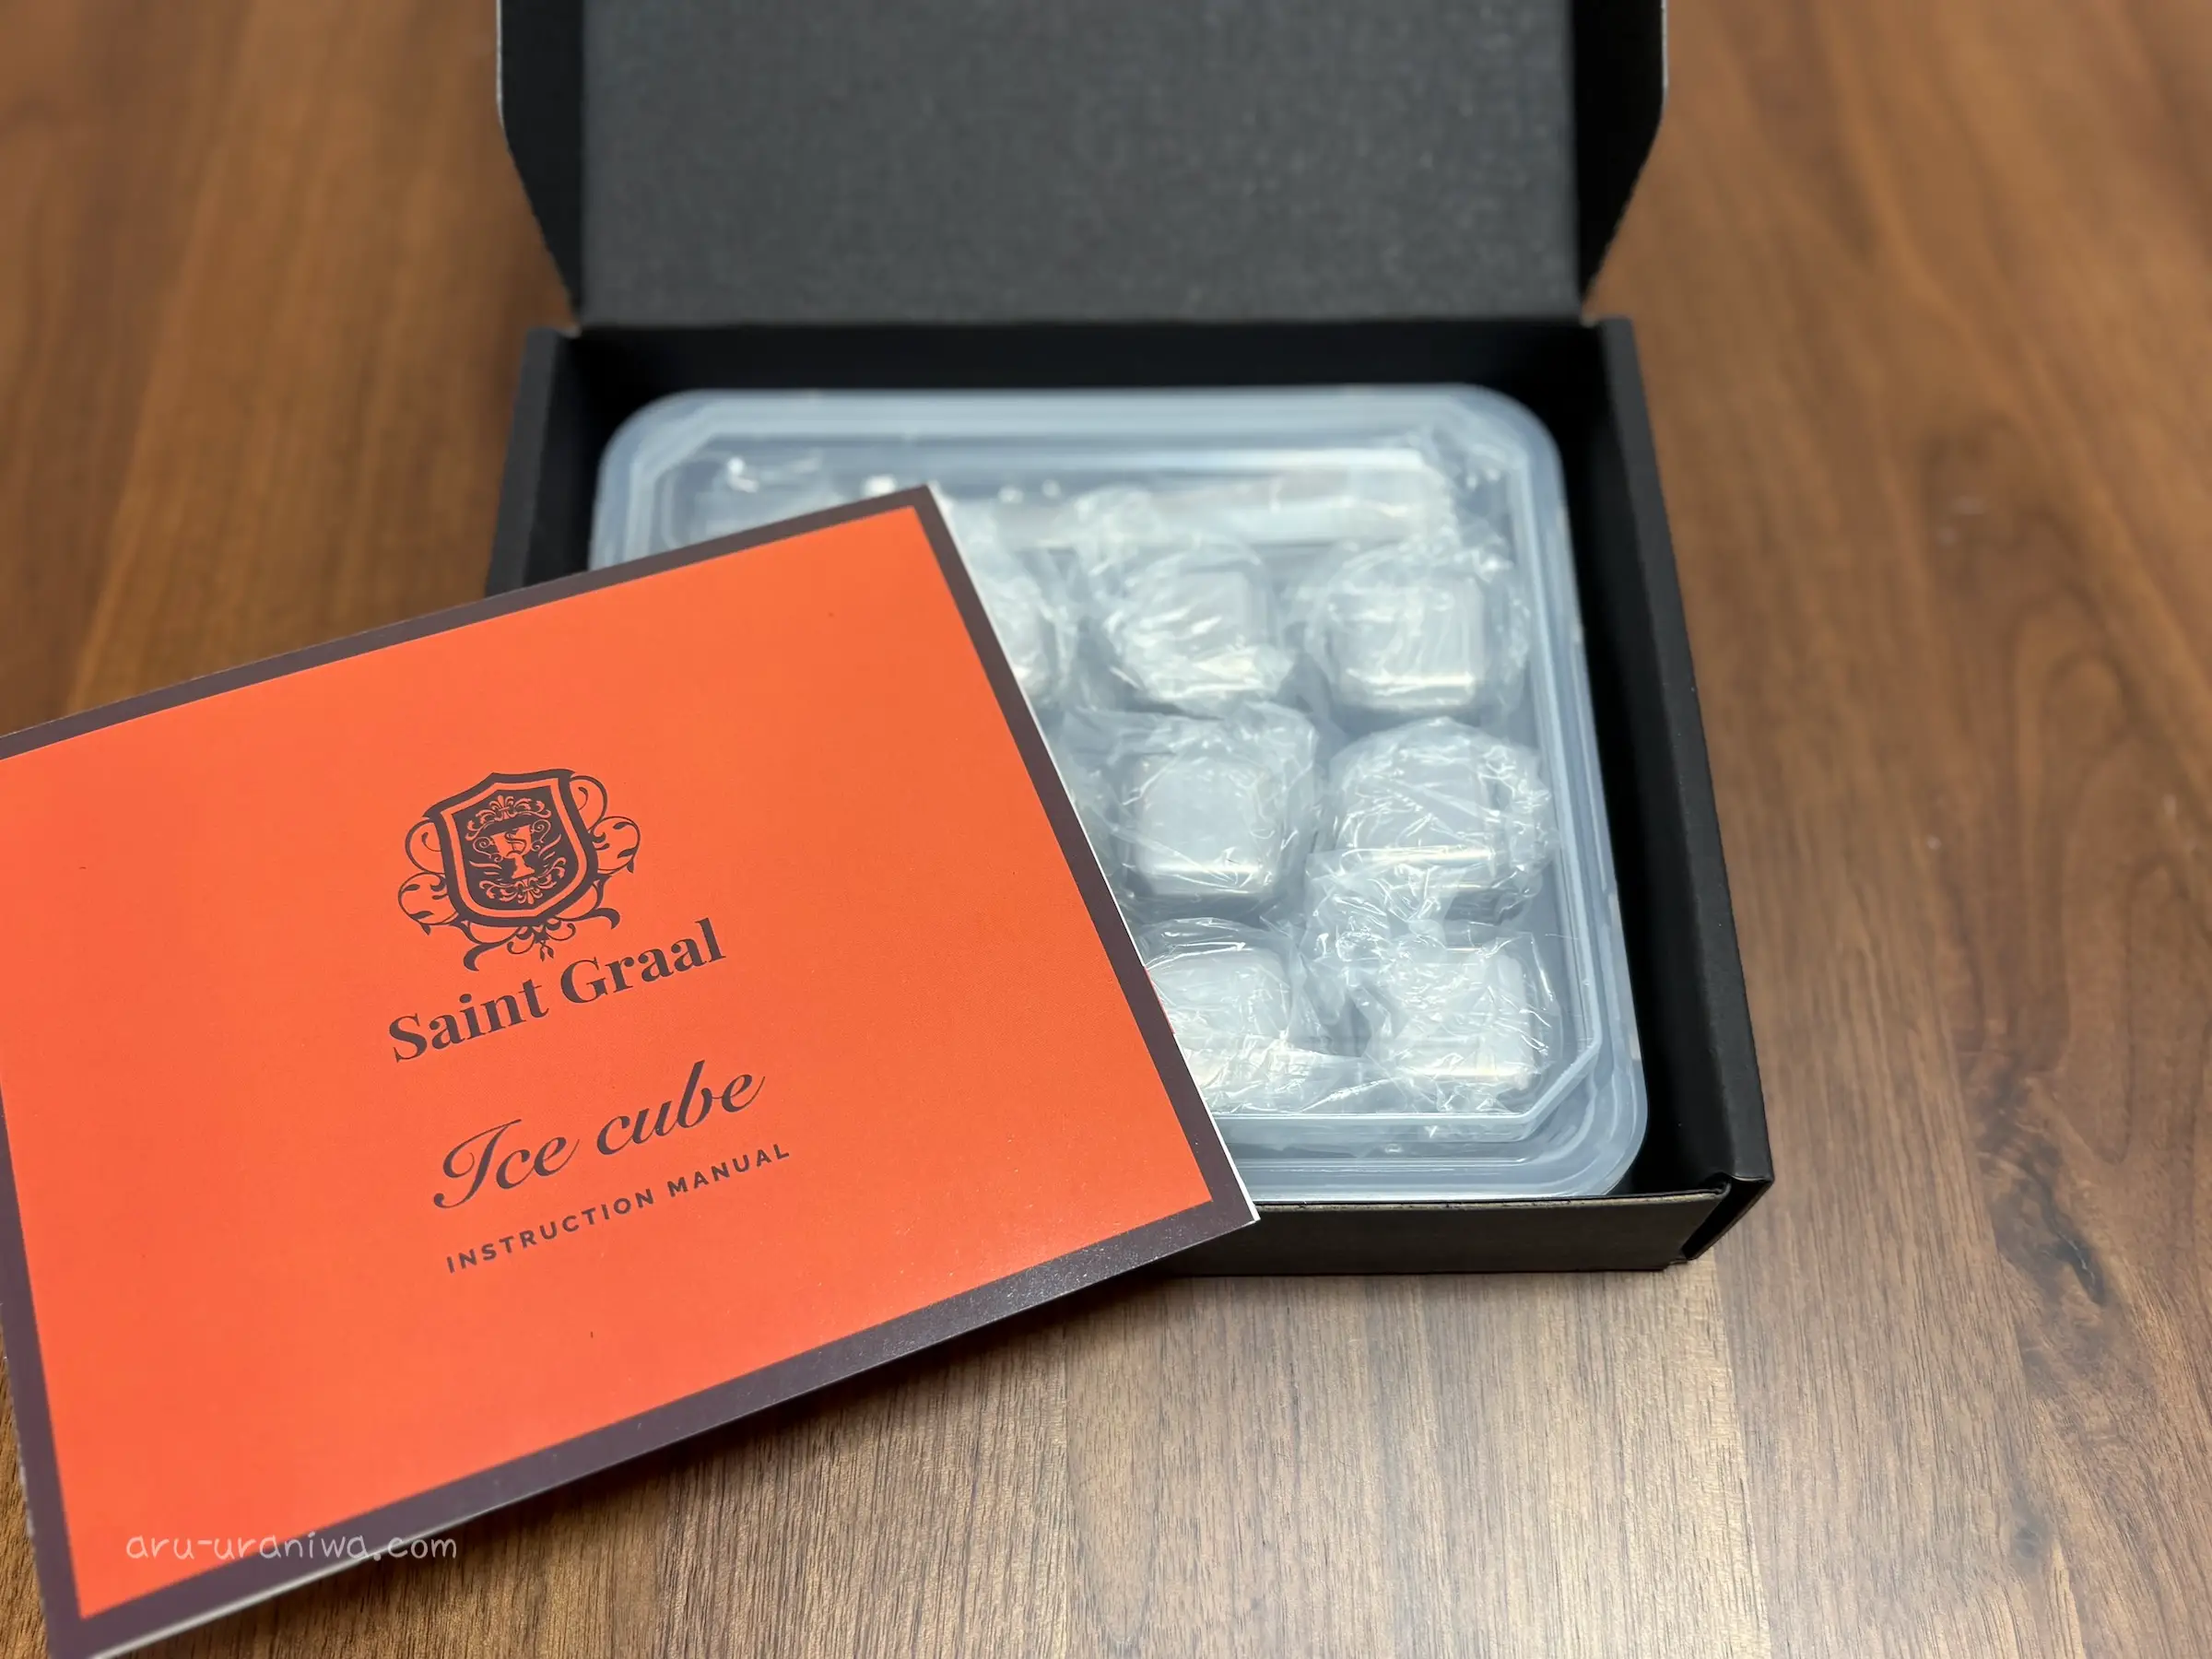 Saint Graal
Ice cube
INSTRUCTION MANUAL
aru-uraniwa.com